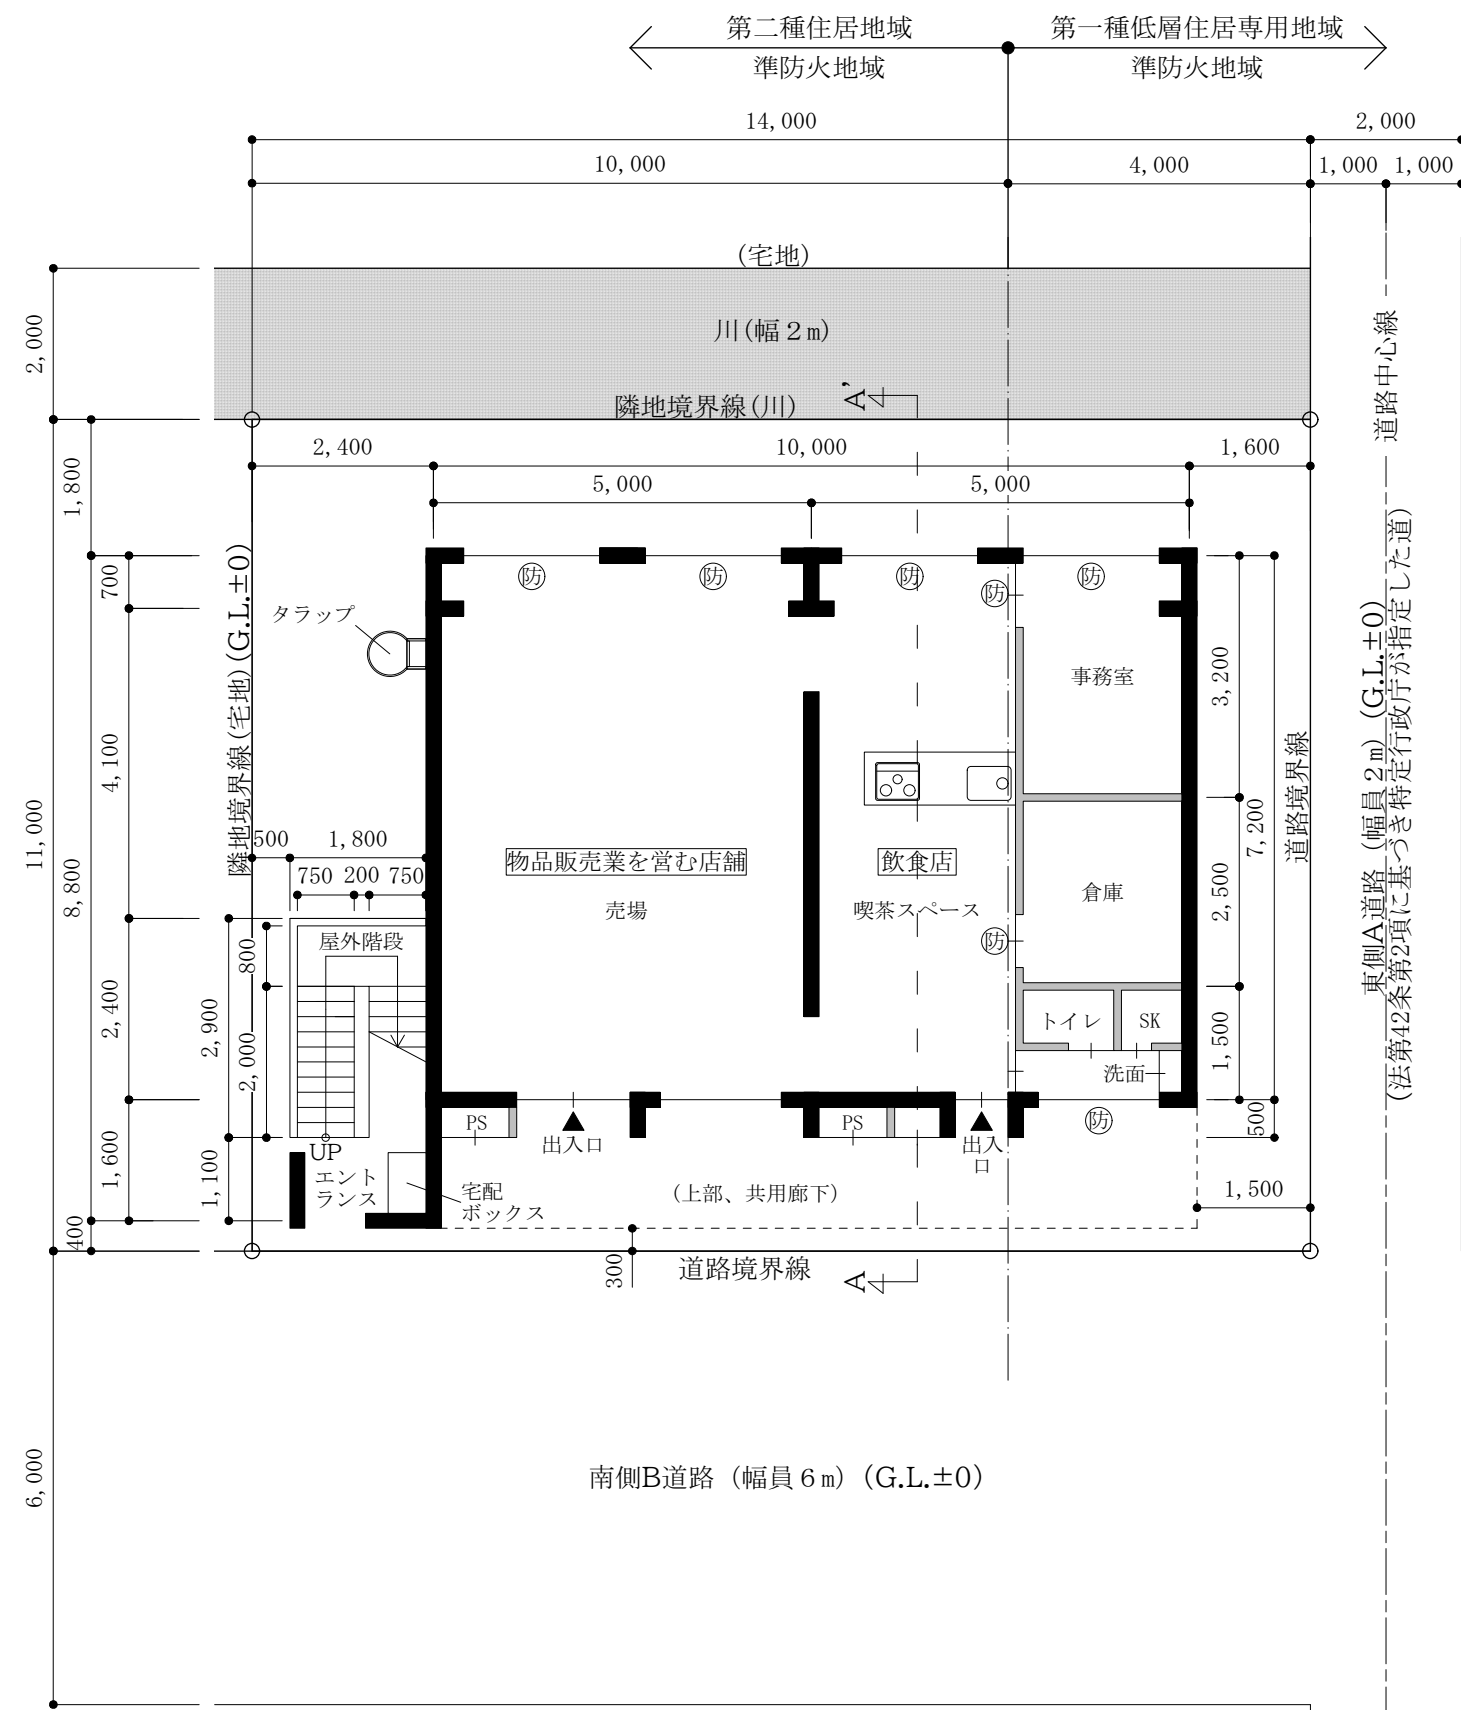 第二種住居地域
第一種低層住居専用地域
準防火地域
準防火地域
14,000
2,000
10,000
4,000
1,000
1,000
(宅地)
川(幅２m)
2,000
隣地境界線(川)
A'
道路中心線
2,400
10,000
1,600
1,800
5,000
5,000
防
防
防
防
防
700
タラップ
隣地境界線(宅地)(G.L.±0)
事務室
3,200
4,100
11,000
8,800
500
1,800
750
200
750
物品販売業を営む店舗
売場
飲食店
喫茶スペース
倉庫
2,500
7,200
道路境界線
東側A道路 (幅員２m) (G.L.±0)
(法第42条第2項に基づき特定行政庁が指定した道)
防
屋外階段
800
2,400
2,900
2,000
トイレ
SK
1,500
洗面
防
500
PS
PS
出入口
出入
口
UP
エント
ランス
宅配
ボックス
1,600
1,100
(上部、共用廊下)
1,500
400
300
道路境界線
A
6,000
南側B道路 (幅員６m) (G.L.±0)